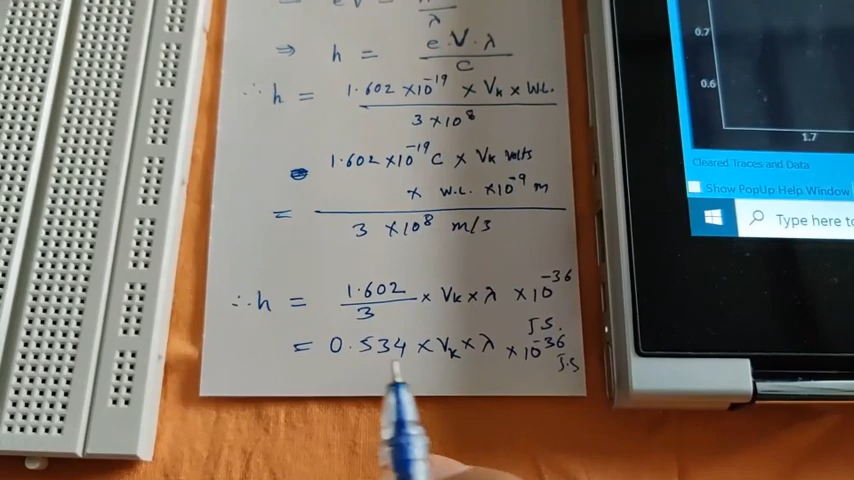 = eV =
λ
⇒ h = e.V.λ
C
∴ h = 1.602 ×10⁻¹⁹ × Vₖ × W.L.
3 ×10⁸
1.602 ×10⁻¹⁹ C × Vₖ volts
× W.L. ×10⁻⁹ m
=
3 ×10⁸ m/s
∴ h = 1.602 × Vₖ × λ ×10⁻³⁶
3
J S.
= 0.534 × Vₖ × λ ×10⁻³⁶
J.S
0.7
0.6
1.7
Cleared Traces and Data
Show PopUp Help Window
Type here to